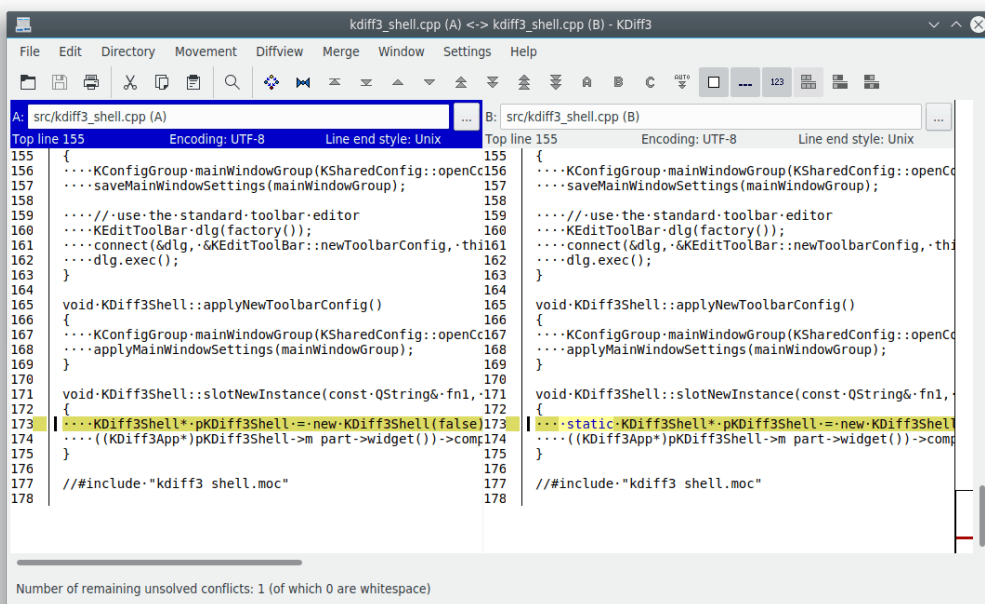 kdiff3_shell.cpp (A) <-> kdiff3_shell.cpp (B) - KDiff3
File Edit Directory Movement Diffview Merge Window Settings Help
A B C AUTO 123
A: src/kdiff3_shell.cpp (A) ... B: src/kdiff3_shell.cpp (B) ...
Top line 155 Encoding: UTF-8 Line end style: Unix Top line 155 Encoding: UTF-8 Line end style: Unix
155 {
156 ····KConfigGroup·mainWindowGroup(KSharedConfig::openCo
157 ····saveMainWindowSettings(mainWindowGroup);
158
159 ····//·use·the·standard·toolbar·editor
160 ····KEditToolBar·dlg(factory());
161 ····connect(&dlg,·&KEditToolBar::newToolbarConfig,·thi
162 ····dlg.exec();
163 }
164
165 void·KDiff3Shell::applyNewToolbarConfig()
166 {
167 ····KConfigGroup·mainWindowGroup(KSharedConfig::openCo
168 ····applyMainWindowSettings(mainWindowGroup);
169 }
170
171 void·KDiff3Shell::slotNewInstance(const·QString&·fn1,·
172 {
173 ····KDiff3Shell*·pKDiff3Shell·=·new·KDiff3Shell(false)
174 ····((KDiff3App*)pKDiff3Shell->m part->widget())->comp
175 }
176
177 //#include·"kdiff3 shell.moc"
178
155 {
156 ····KConfigGroup·mainWindowGroup(KSharedConfig::openCo
157 ····saveMainWindowSettings(mainWindowGroup);
158
159 ····//·use·the·standard·toolbar·editor
160 ····KEditToolBar·dlg(factory());
161 ····connect(&dlg,·&KEditToolBar::newToolbarConfig,·thi
162 ····dlg.exec();
163 }
164
165 void·KDiff3Shell::applyNewToolbarConfig()
166 {
167 ····KConfigGroup·mainWindowGroup(KSharedConfig::openCo
168 ····applyMainWindowSettings(mainWindowGroup);
169 }
170
171 void·KDiff3Shell::slotNewInstance(const·QString&·fn1,·
172 {
173 ····static·KDiff3Shell*·pKDiff3Shell·=·new·KDiff3Shell
174 ····((KDiff3App*)pKDiff3Shell->m part->widget())->comp
175 }
176
177 //#include·"kdiff3 shell.moc"
178
Number of remaining unsolved conflicts: 1 (of which 0 are whitespace)